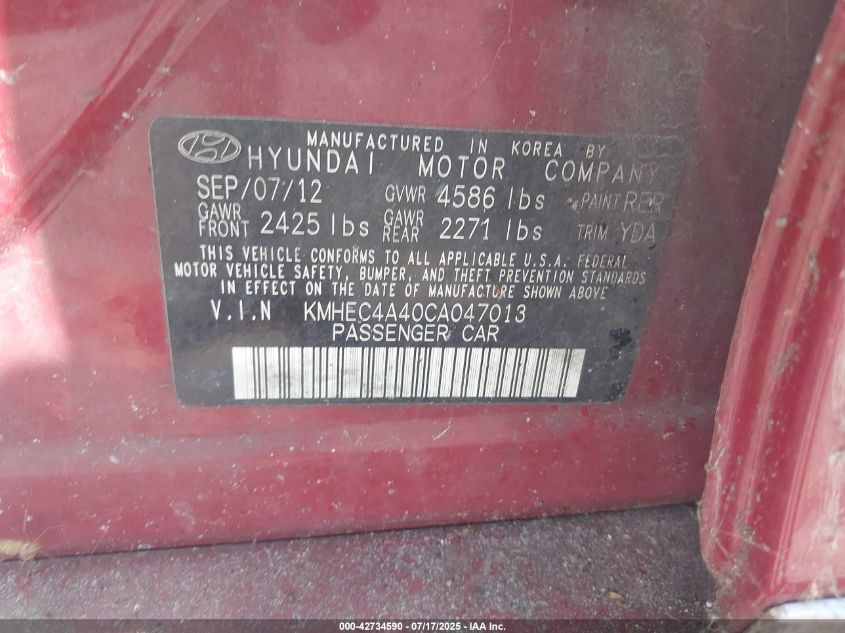 MANUFACTURED IN KOREA BY
HYUNDAI MOTOR COMPANY
SEP/07/12 GVWR 4586 lbs PAINT RER
GAWR FRONT 2425 lbs GAWR REAR 2271 lbs TRIM YDA
THIS VEHICLE CONFORMS TO ALL APPLICABLE U.S.A. FEDERAL
MOTOR VEHICLE SAFETY, BUMPER, AND THEFT PREVENTION STANDARDS
IN EFFECT ON THE DATE OF MANUFACTURE SHOWN ABOVE
V.I.N KMHEC4A40CA047013
PASSENGER CAR
000-42734590 - 07/17/2025 - IAA Inc.